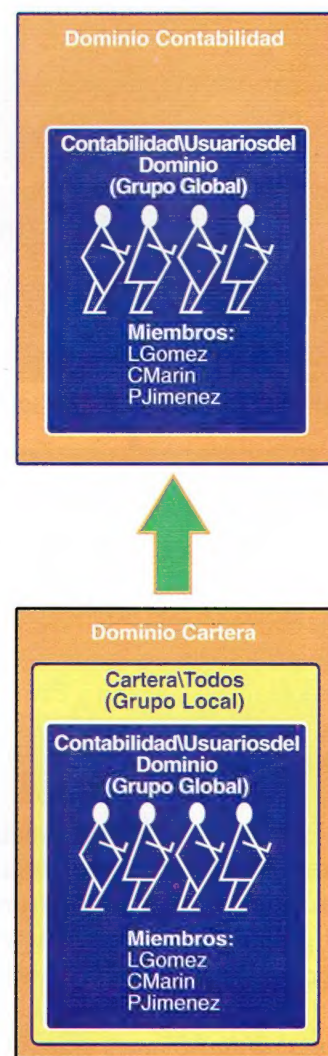 Dominio Contabilidad
Contabilidad\Usuariosdel
Dominio
(Grupo Global)
Miembros:
LGomez
CMarin
PJimenez
Dominio Cartera
Cartera\Todos
(Grupo Local)
Contabilidad\Usuariosdel
Dominio
(Grupo Global)
Miembros:
LGomez
CMarin
PJimenez